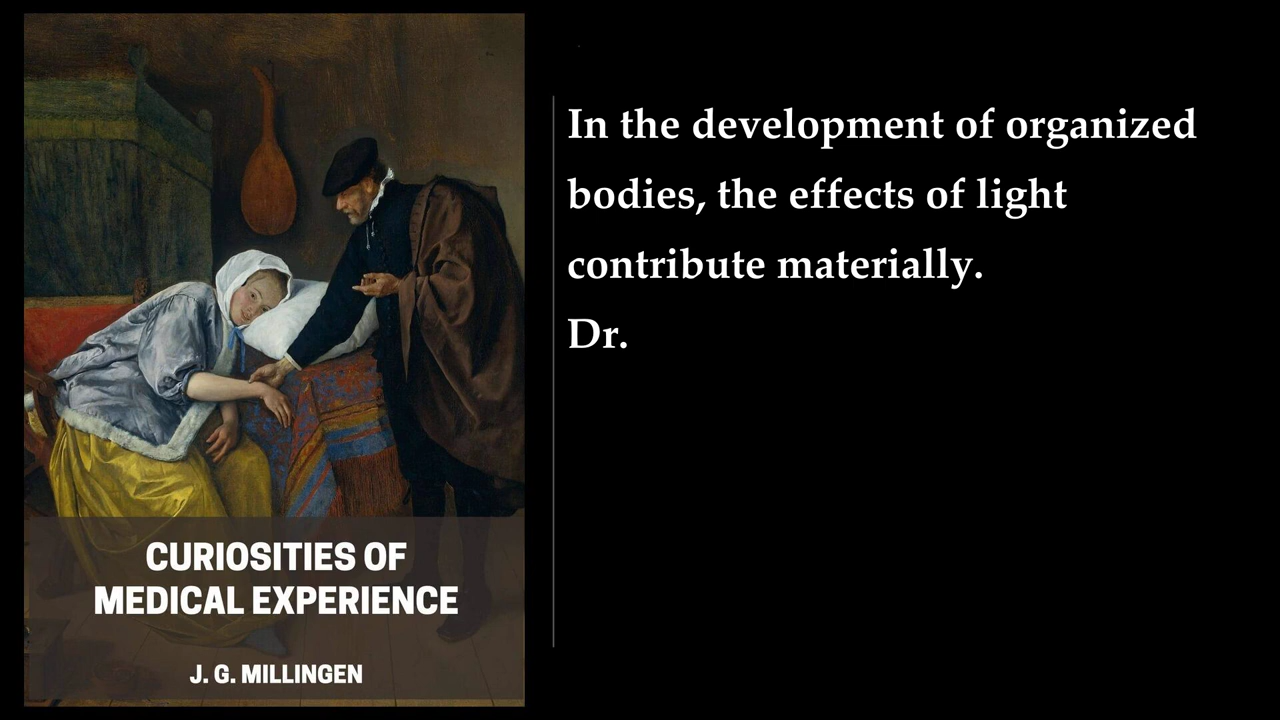 In the development of organized
bodies, the effects of light
contribute materially.
Dr.
CURIOSITIES OF
MEDICAL EXPERIENCE
J. G. MILLINGEN